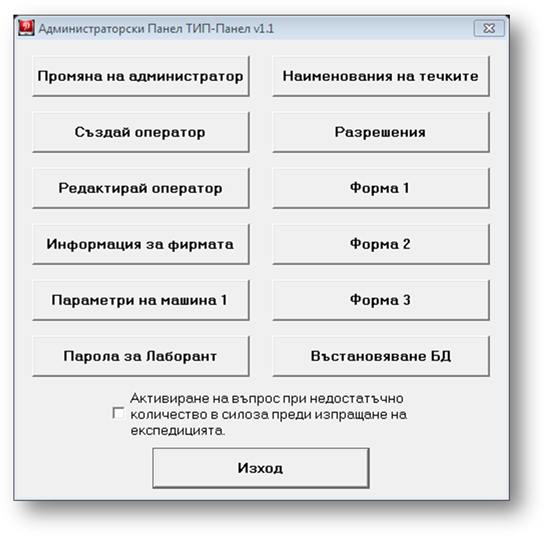 Администраторски Панел ТИП-Панел v1.1
Промяна на администратор
Наименования на течките
Създай оператор
Разрешения
Редактирай оператор
Форма 1
Информация за фирмата
Форма 2
Параметри на машина 1
Форма 3
Парола за Лаборант
Въстановяване БД
Активиране на въпрос при недостатъчно
количество в силоза преди изпращане на
експедицията.
Изход